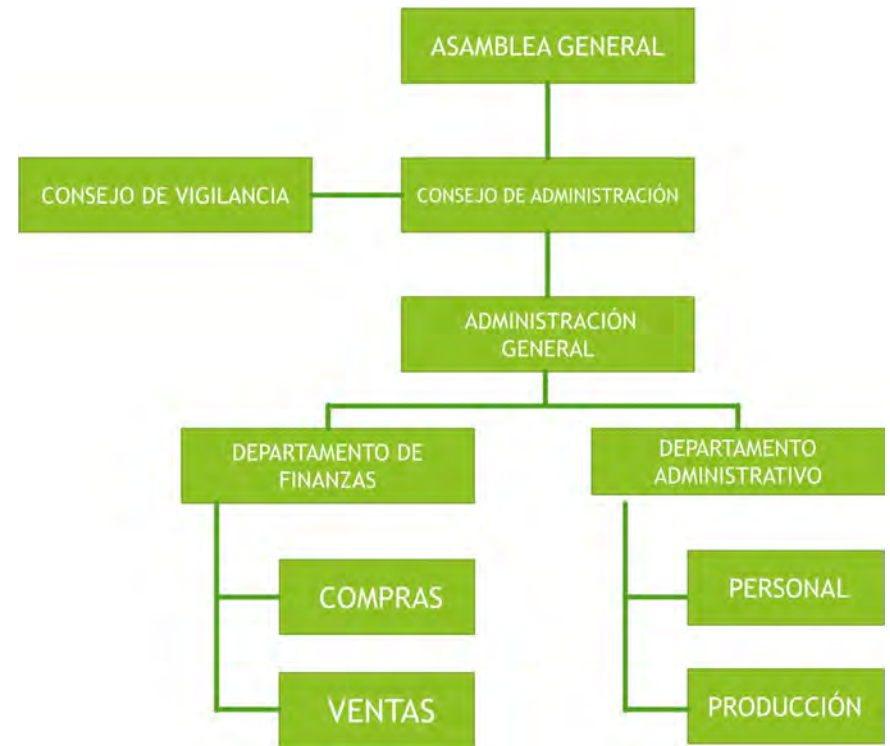 ASAMBLEA GENERAL
CONSEJO DE VIGILANCIA
CONSEJO DE ADMINISTRACIÓN
ADMINISTRACIÓN
GENERAL
DEPARTAMENTO DE
FINANZAS
DEPARTAMENTO
ADMINISTRATIVO
COMPRAS
PERSONAL
VENTAS
PRODUCCIÓN